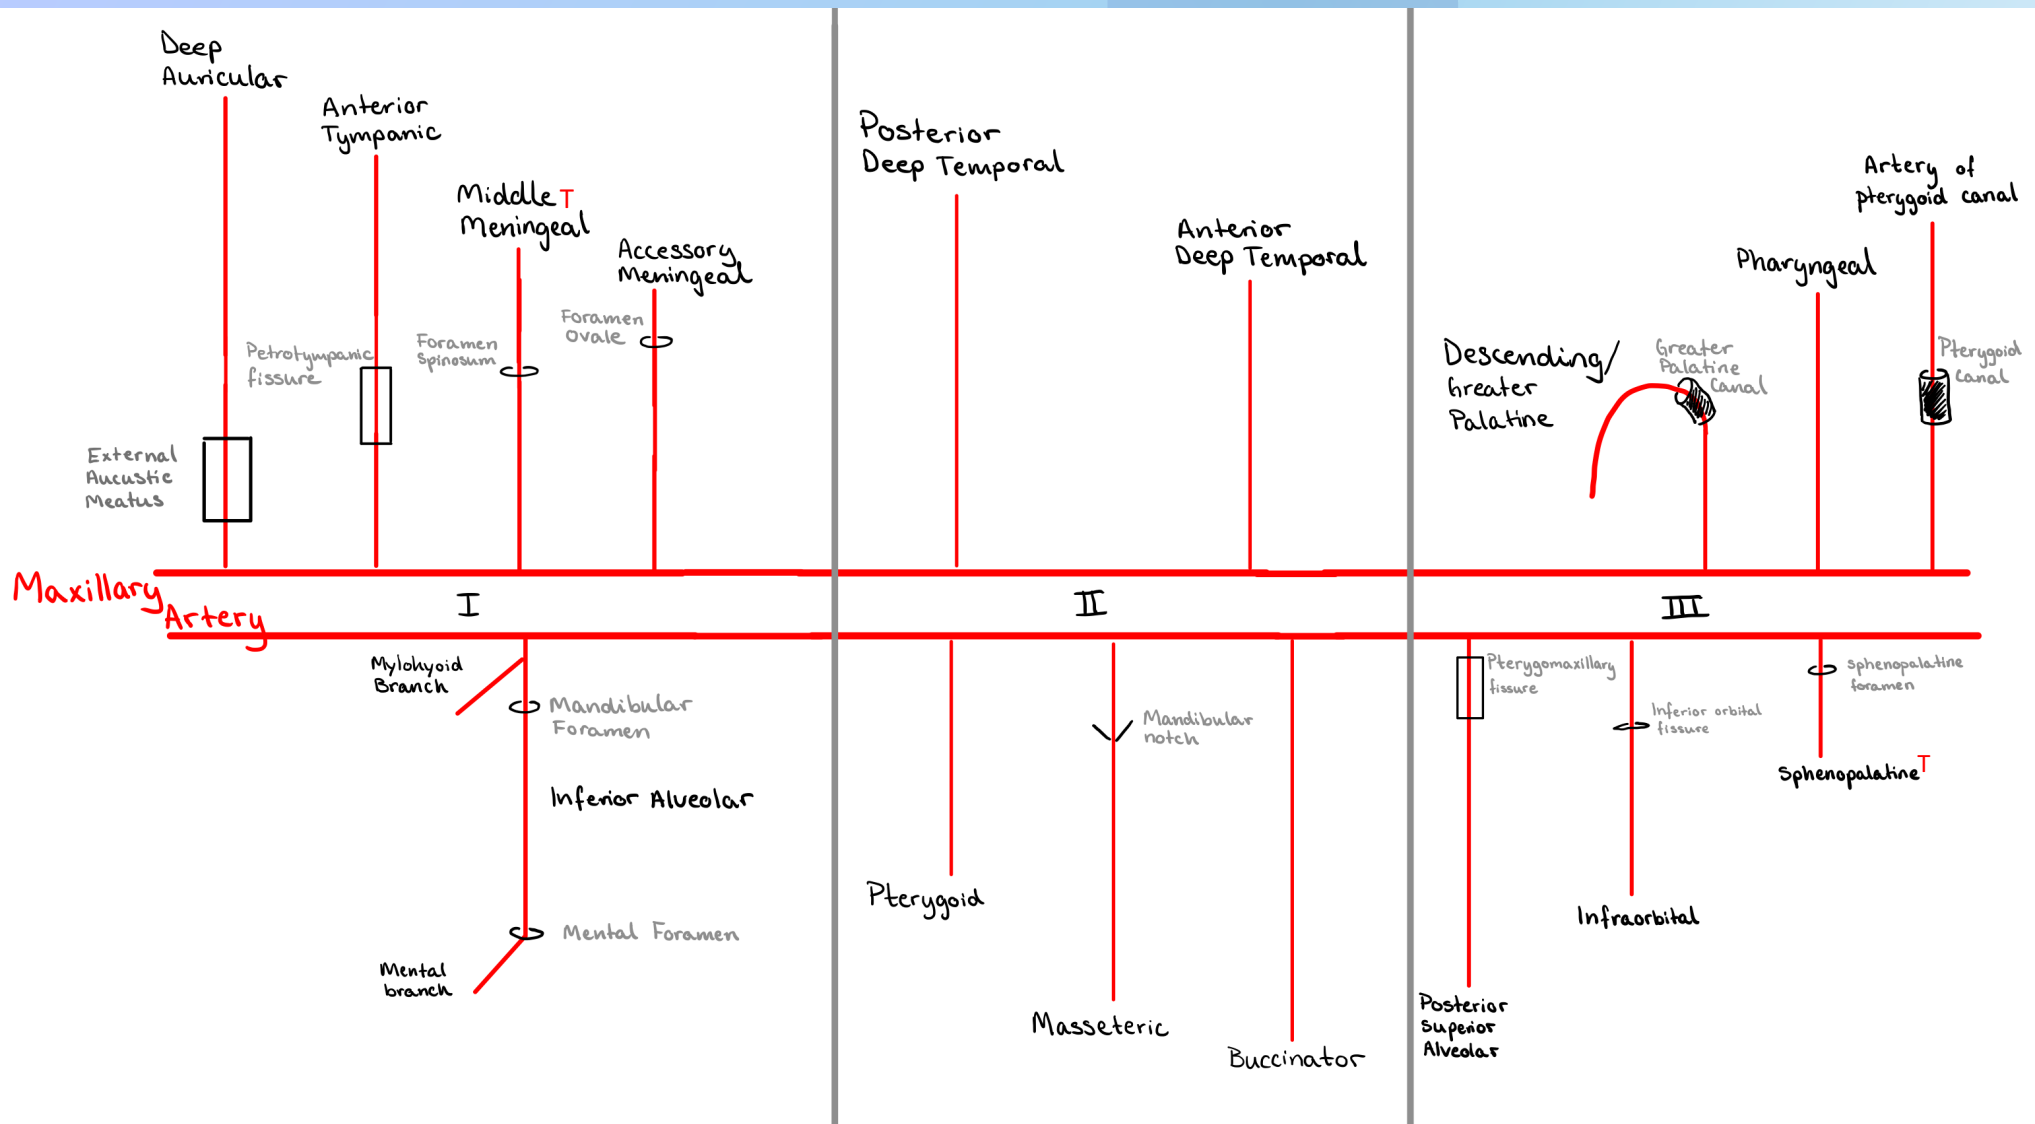 Deep
Auricular
Anterior
Tympanic
Middle T
Meningeal
Accessory
Meningeal
Foramen
Ovale
Foramen
Spinosum
Petrotympanic
fissure
External
Aucustic
Meatus
Posterior
Deep Temporal
Anterior
Deep Temporal
Artery of
pterygoid canal
Pharyngeal
Descending/
Greater
Palatine
Greater
Palatine
Canal
Pterygoid
canal
Maxillary
Artery
I
II
III
Mylohyoid
Branch
Mandibular
Foramen
Inferior Alveolar
Mental Foramen
Mental
branch
Pterygoid
Mandibular
notch
Masseteric
Buccinator
Pterygomaxillary
fissure
Posterior
Superior
Alveolar
Inferior orbital
fissure
Infraorbital
sphenopalatine
foramen
Sphenopalatine T